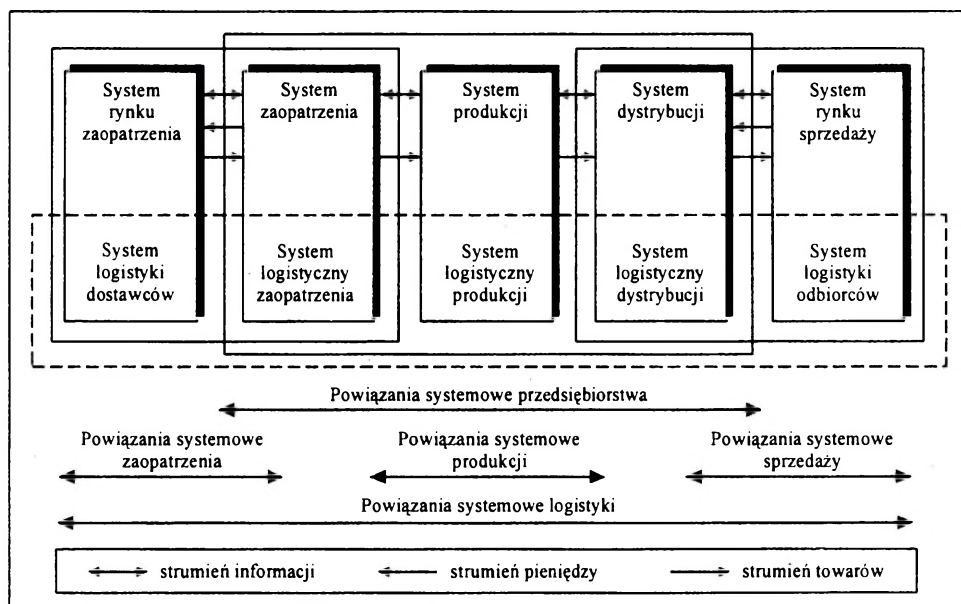 System
rynku
zaopatrzenia
System
zaopatrzenia
System
produkcji
System
dystrybucji
System
rynku
sprzedaży
System
logistyki
dostawców
System
logistyczny
zaopatrzenia
System
logistyczny
produkcji
System
logistyczny
dystrybucji
System
logistyki
odbiorców
Powiązania systemowe przedsiębiorstwa
Powiązania systemowe
zaopatrzenia
Powiązania systemowe
produkcji
Powiązania systemowe
sprzedaży
Powiązania systemowe logistyki
strumień informacji
strumień pieniędzy
strumień towarów